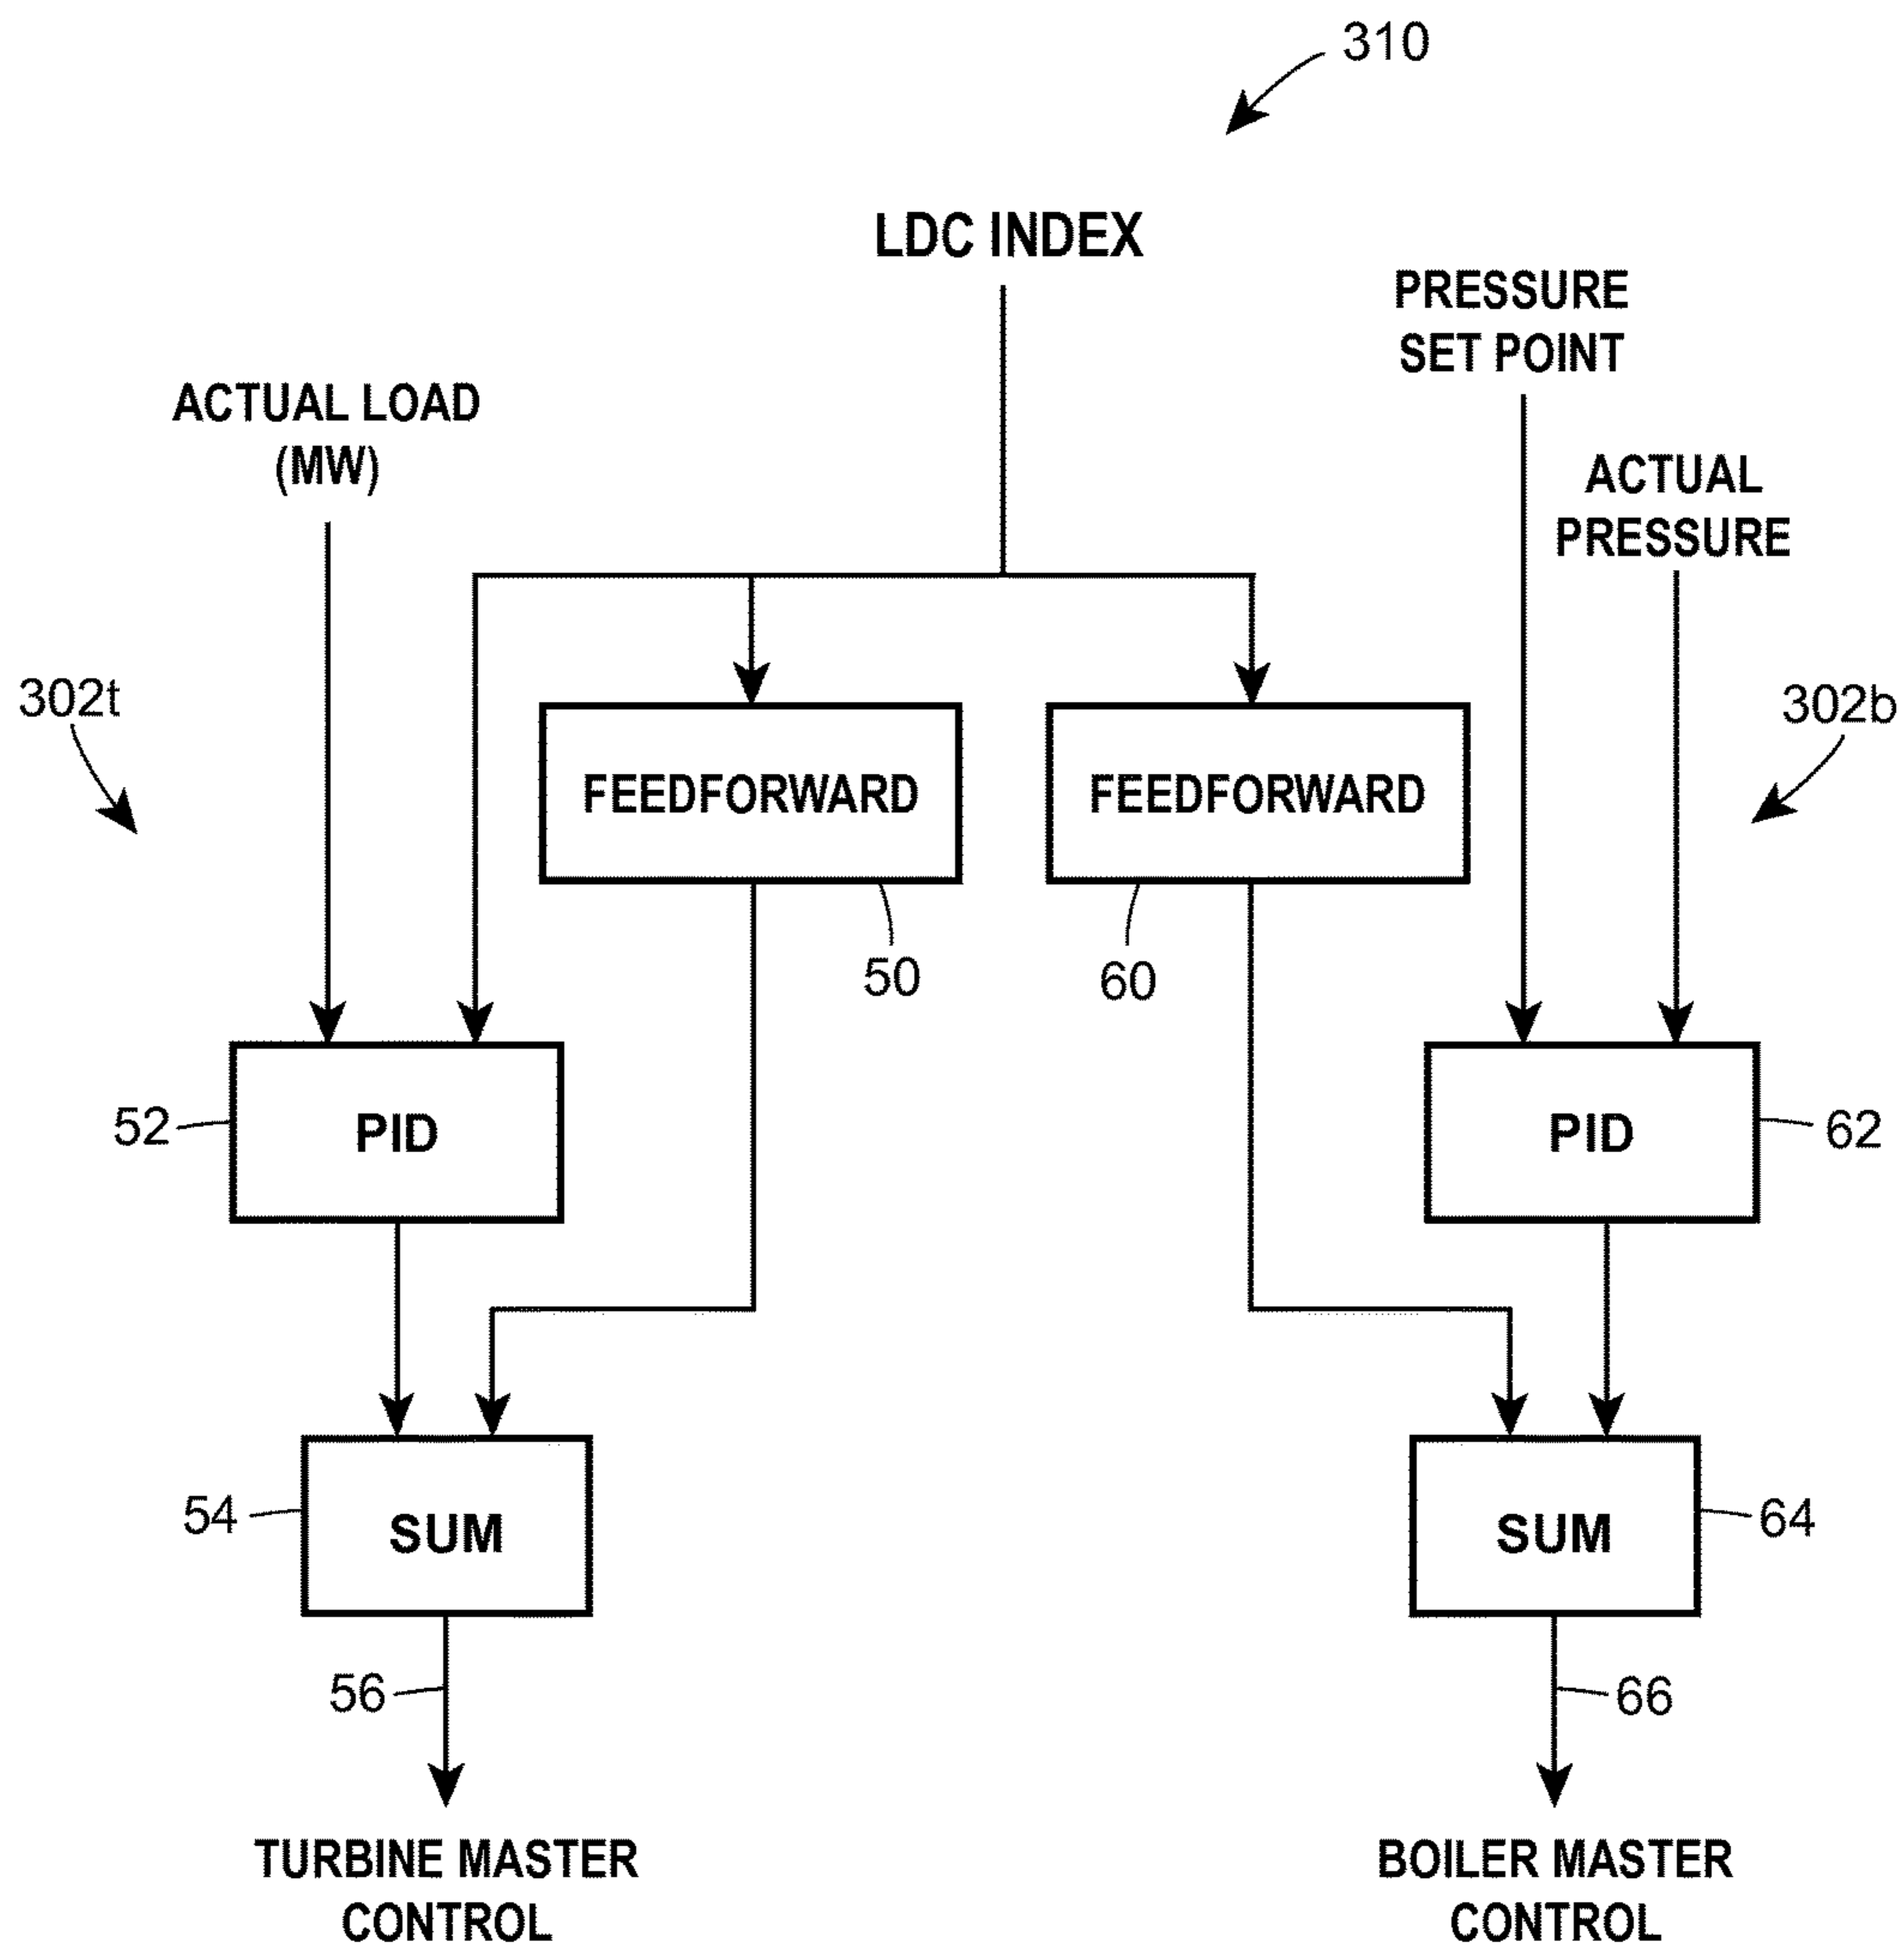 310
LDC INDEX
PRESSURE
SET POINT
ACTUAL LOAD
(MW)
ACTUAL
PRESSURE
302t
302b
FEEDFORWARD
FEEDFORWARD
50
60
52
PID
PID
62
54
SUM
SUM
64
56
66
TURBINE MASTER
CONTROL
BOILER MASTER
CONTROL